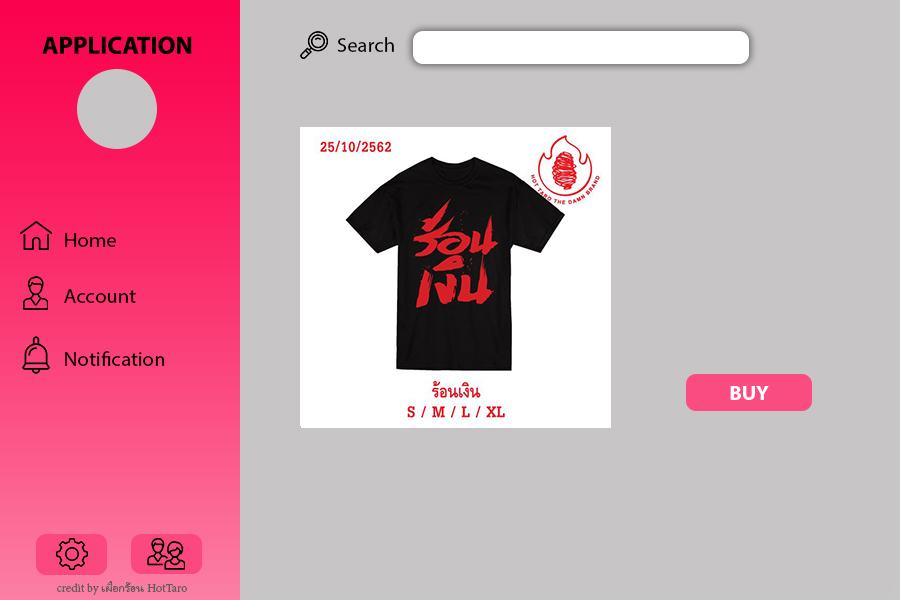 APPLICATION
Search
Home
Account
Notification
credit by เผือกร้อน HotTaro
25/10/2562
HOT TARO THE DAMN BRAND
ร้อน
เงิน
ร้อนเงิน
S / M / L / XL
BUY